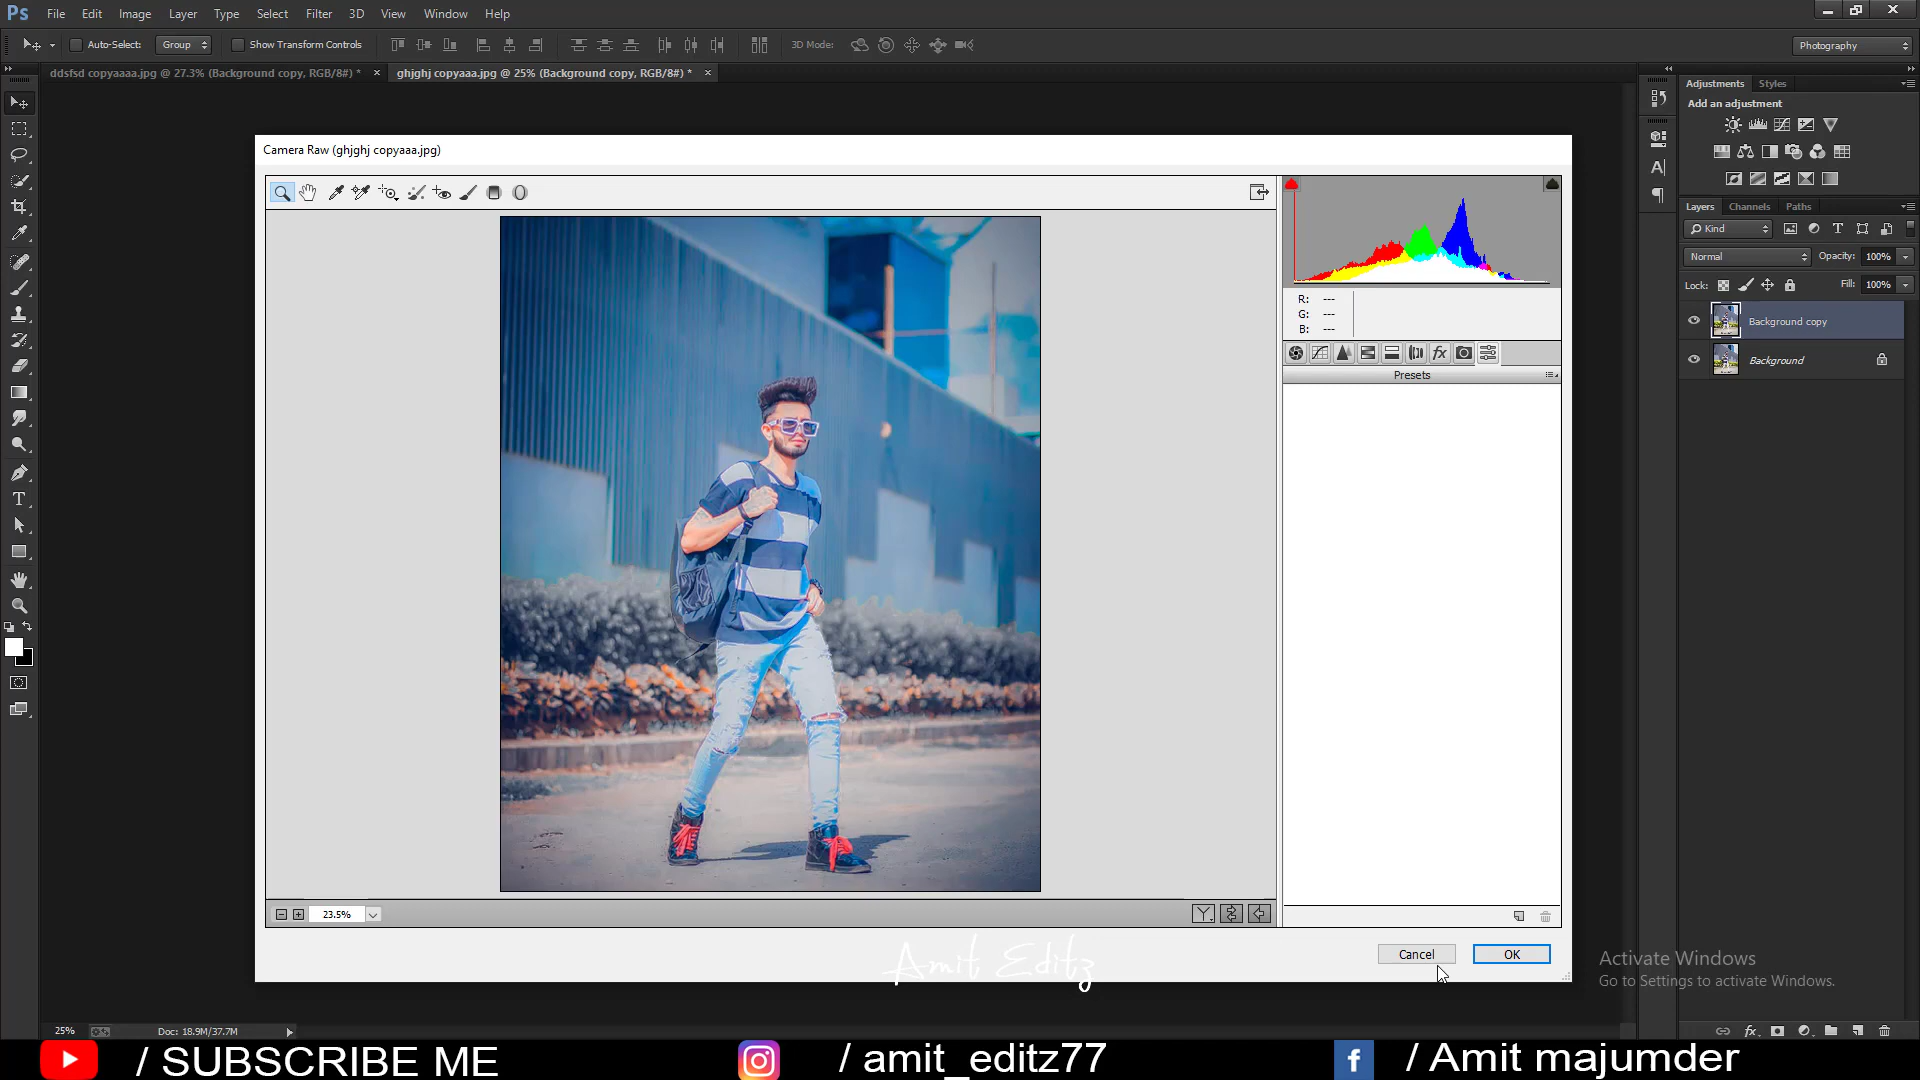 Ps File Edit Image Layer Type Select Filter 3D View Window Help
Auto-Select: Group Show Transform Controls 3D Mode: Photography
ddsfsd copyaaaa.jpg @ 27.3% (Background copy, RGB/8#) * × ghjghj copyaaa.jpg @ 25% (Background copy, RGB/8#) * ×
Adjustments Styles
Add an adjustment
Camera Raw (ghjghj copyaaa.jpg)
Layers Channels Paths
Kind
Normal Opacity: 100%
Lock: Fill: 100%
R: ---
G: ---
B: ---
Background copy
Background
fx
Presets
23.5%
Cancel OK
Amit Editz
Activate Windows
Go to Settings to activate Windows.
25% Doc: 18.9M/37.7M
fx
/ SUBSCRIBE ME / amit_editz77 f / Amit majumder